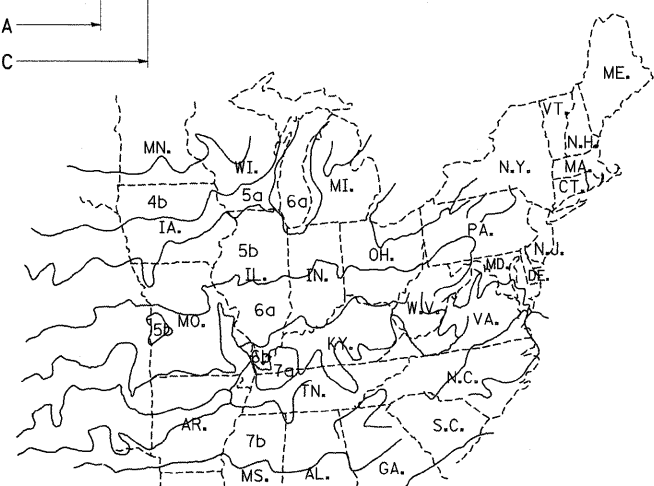 A
C
ME.
VT.
N.H.
MN.
WI.
N.Y.
MA.
MI.
CT.
4b
5a
6a
IA.
PA.
5b
OH.
N.J.
IL.
IN.
MD.
DE.
6a
W.V.
MO.
VA.
5b
KY.
6b
7a
N.C.
TN.
AR.
S.C.
7b
MS.
AL.
GA.